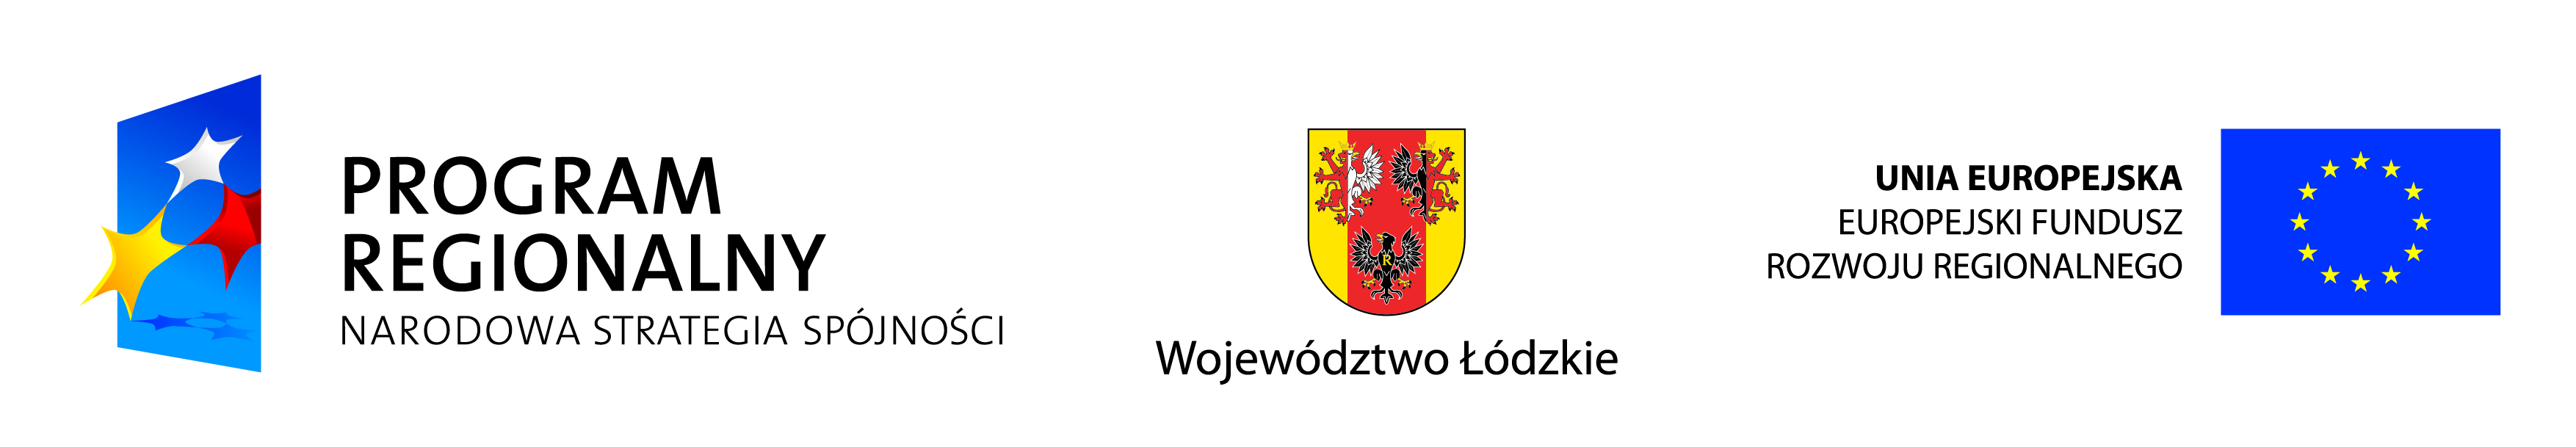 PROGRAM
REGIONALNY
NARODOWA STRATEGIA SPÓJNOŚCI
R
Województwo Łódzkie
UNIA EUROPEJSKA
EUROPEJSKI FUNDUSZ
ROZWOJU REGIONALNEGO